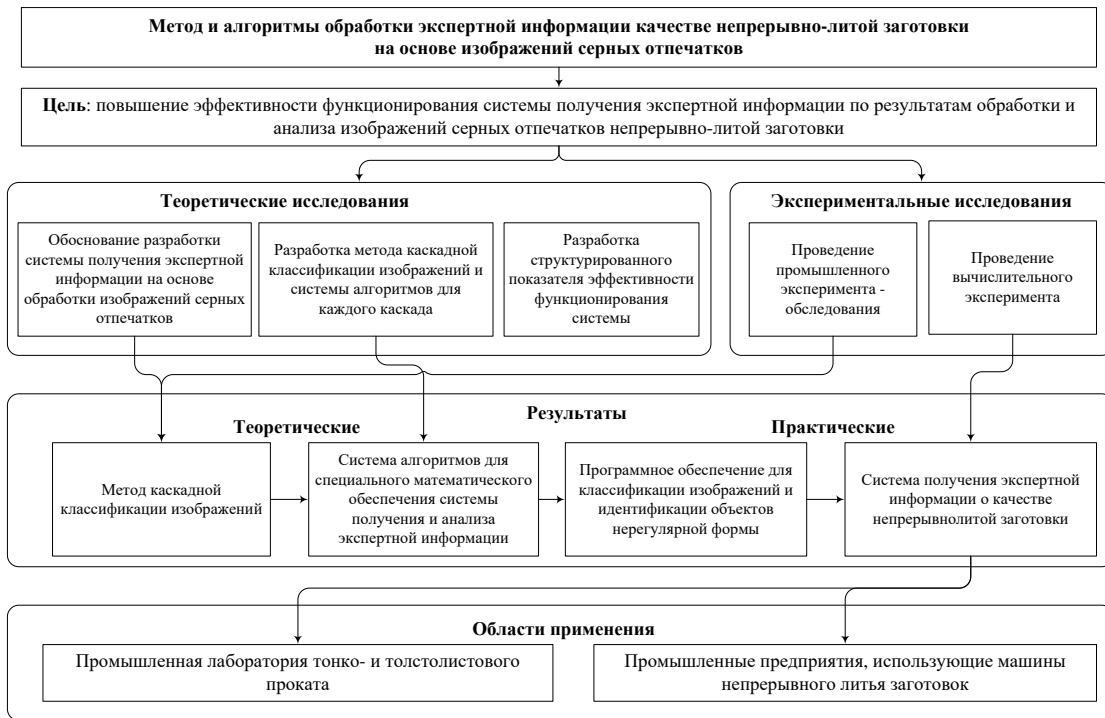 Метод и алгоритмы обработки экспертной информации качестве непрерывно-литой заготовки
на основе изображений серных отпечатков
Цель: повышение эффективности функционирования системы получения экспертной информации по результатам обработки и
анализа изображений серных отпечатков непрерывно-литой заготовки
Теоретические исследования
Обоснование разработки
системы получения экспертной
информации на основе
обработки изображений серных
отпечатков
Разработка метода каскадной
классификации изображений и
системы алгоритмов для
каждого каскада
Разработка
структурированного
показателя эффективности
функционирования
системы
Экспериментальные исследования
Проведение
промышленного
эксперимента -
обследования
Проведение
вычислительного
эксперимента
Результаты
Теоретические
Практические
Метод каскадной
классификации изображений
Система алгоритмов для
специального математического
обеспечения системы
получения и анализа
экспертной информации
Программное обеспечение для
классификации изображений и
идентификации объектов
нерегулярной формы
Система получения экспертной
информации о качестве
непрерывнолитой заготовки
Области применения
Промышленная лаборатория тонко- и толстолистового
проката
Промышленные предприятия, использующие машины
непрерывного литья заготовок